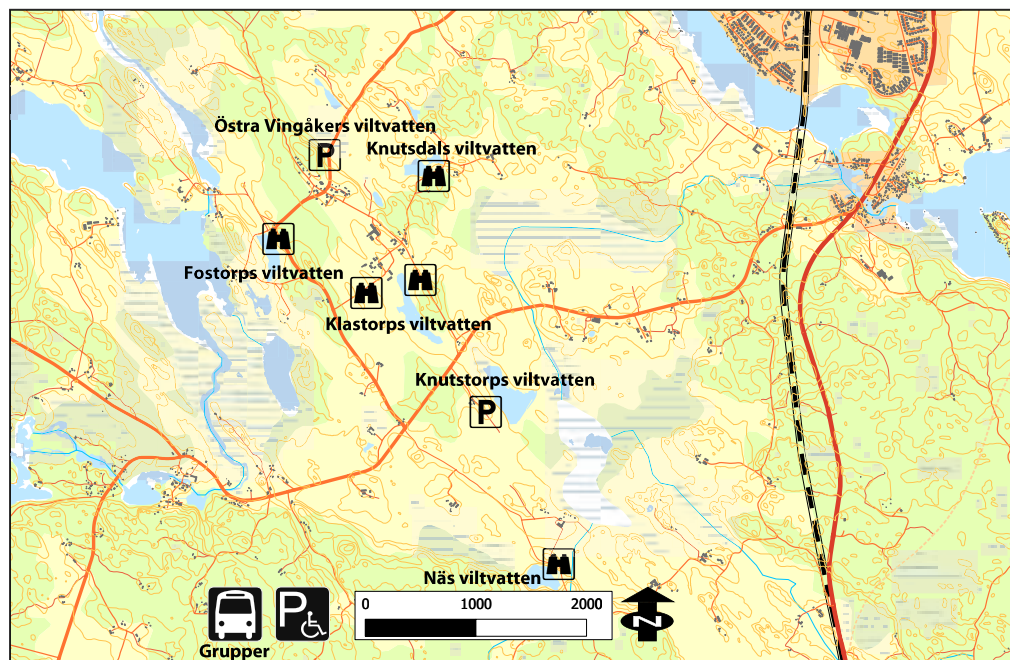 Östra Vingåkers viltvatten
P
Knutsdals viltvatten
Fostorps viltvatten
Klastorps viltvatten
Knutstorps viltvatten
P
Näs viltvatten
P
Grupper
0 1000 2000
N